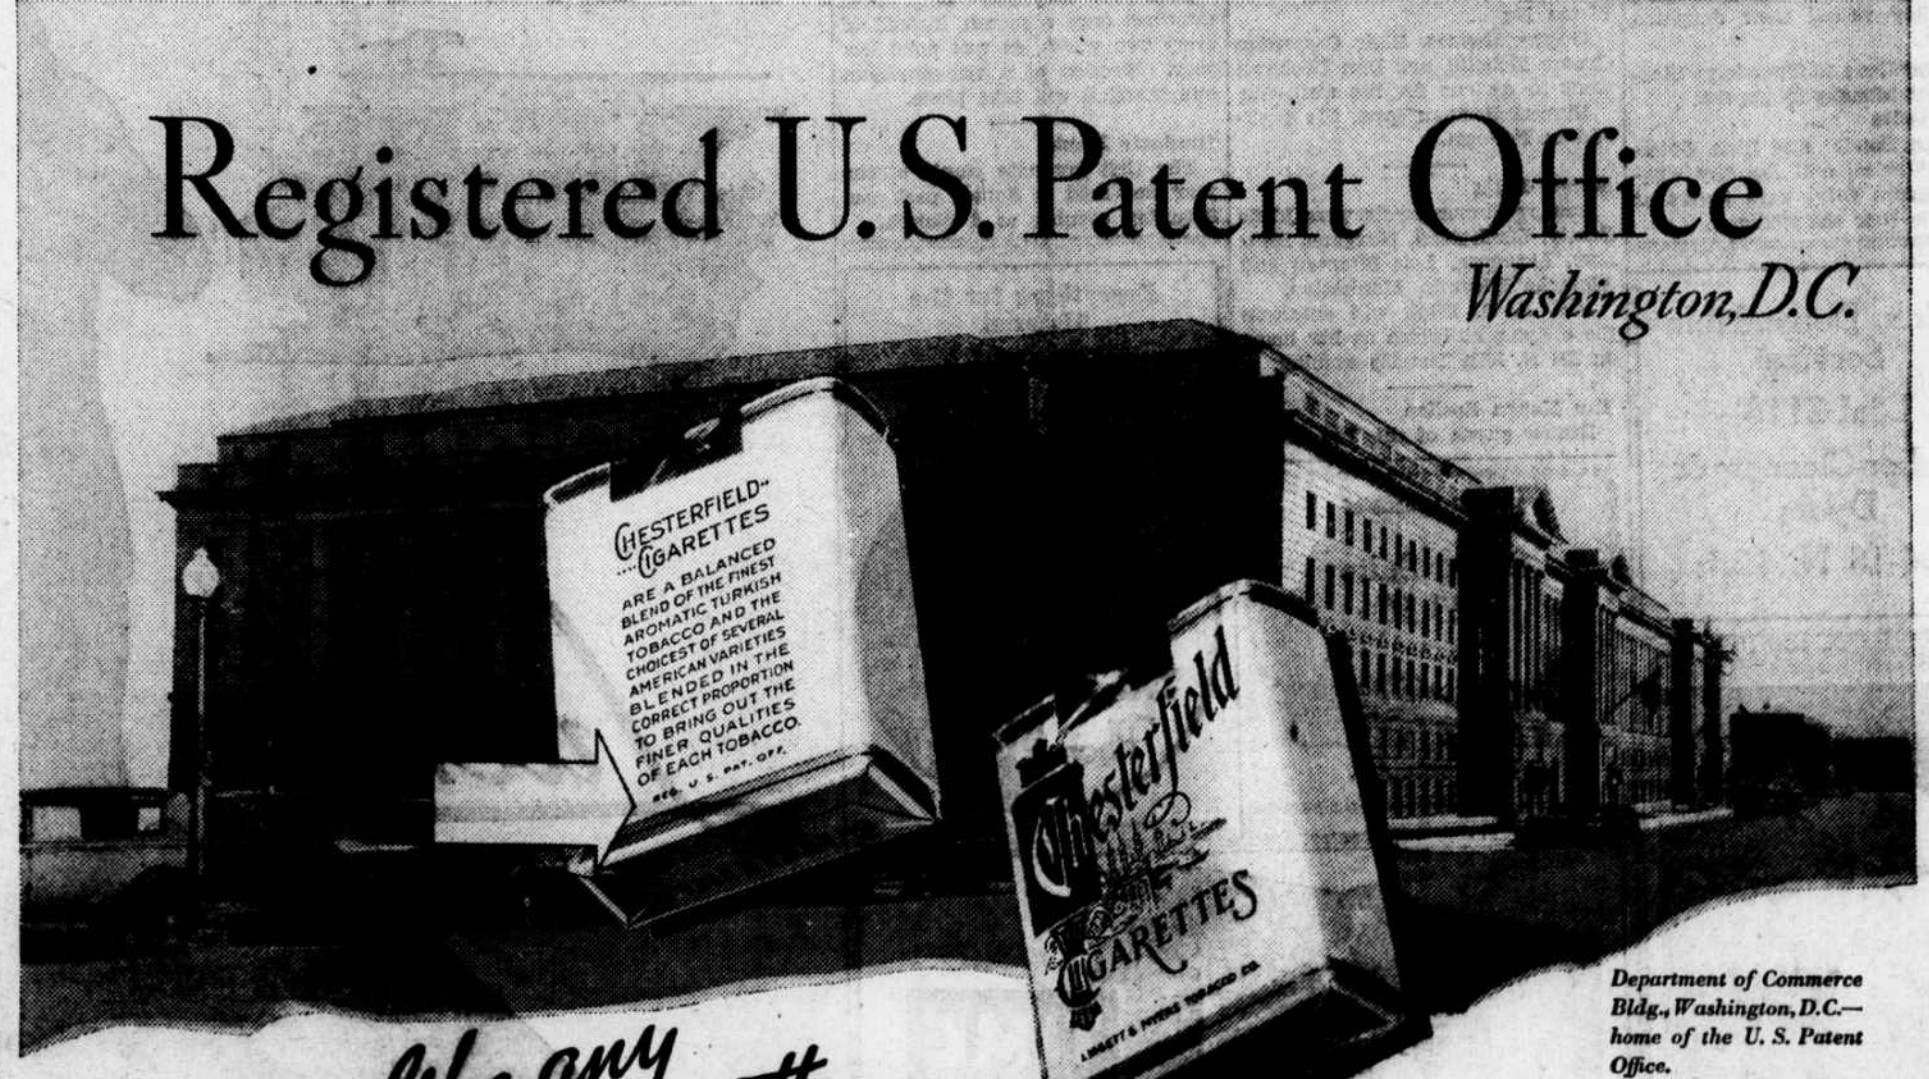 Registered U.S. Patent Office
Washington, D.C.
CHESTERFIELD
CIGARETTES
ARE A BALANCED
BLEND OF THE FINEST
AROMATIC TURKISH
TOBACCO AND THE
CHOICEST OF SEVERAL
AMERICAN VARIETIES
BLENDED IN THE
CORRECT PROPORTION
TO BRING OUT THE
FINER QUALITIES
OF EACH TOBACCO.
REG. U. S. PAT. OFF.
Chesterfield
CIGARETTES
LIGGETT & MYERS TOBACCO CO.
Department of Commerce
Bldg., Washington, D.C.—
home of the U. S. Patent
Office.
any